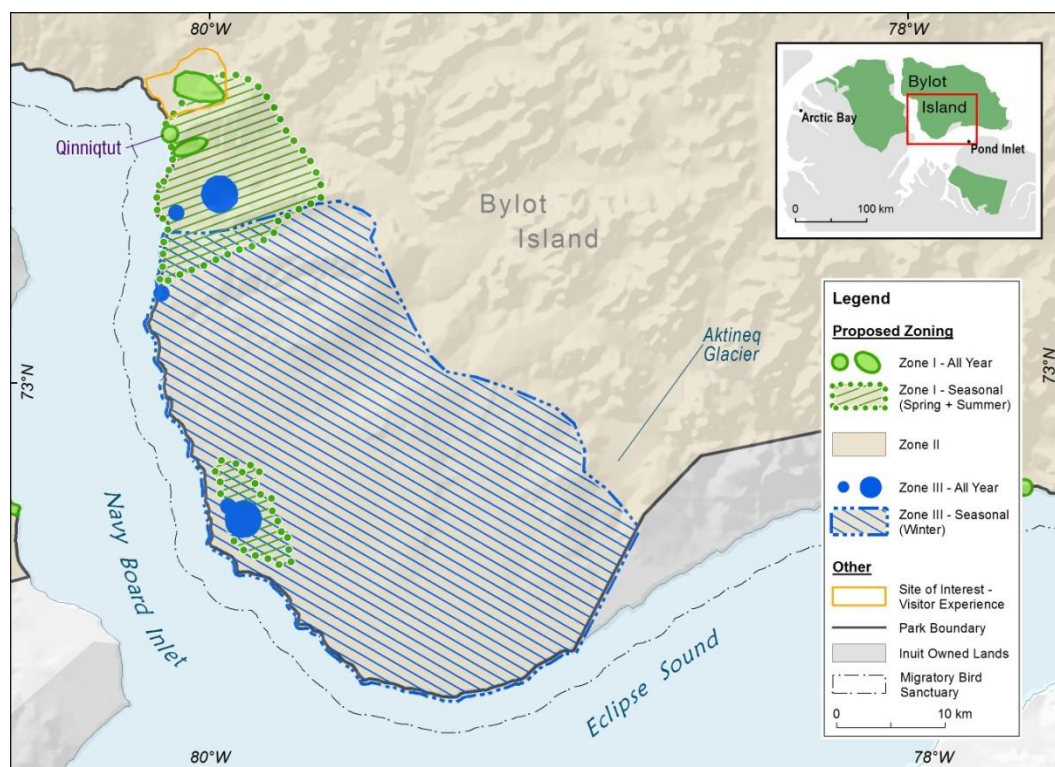 80°W
78°W
Qinniqtut
Bylot
Island
Aktineq
Glacier
73°N
73°N
Navy Board Inlet
Eclipse Sound
80°W
78°W
Bylot
Island
Arctic Bay
Pond Inlet
0
100 km
Legend
Proposed Zoning
Zone I - All Year
Zone I - Seasonal
(Spring + Summer)
Zone II
Zone III - All Year
Zone III - Seasonal
(Winter)
Other
Site of Interest -
Visitor Experience
Park Boundary
Inuit Owned Lands
Migratory Bird
Sanctuary
0
10 km